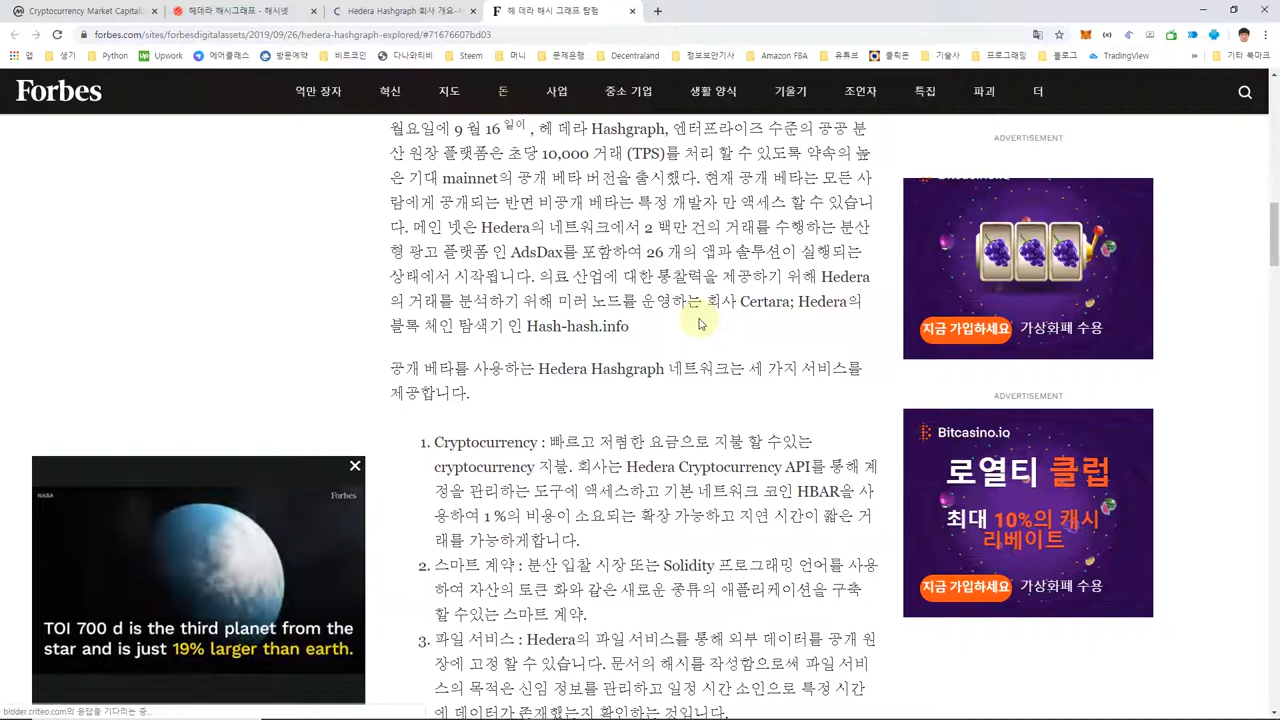 Cryptocurrency Market Capital
헤데라 해시그래프 - 해시넷
Hedera Hashgraph 회사 개요-A
헤 데라 해시 그래프 탐험
forbes.com/sites/forbesdigitalassets/2019/09/26/hedera-hashgraph-explored/#71676607bd03
앱
생기
Python
Upwork
에어클래스
방문예약
비트코인
다나와티비
Steem
머니
문제은행
Decentraland
정보보안기사
Amazon FBA
유튜브
클릭온
기술사
프로그래밍
블로그
TradingView
»
기타 북마크
Forbes
억만 장자
혁신
지도
돈
사업
중소 기업
생활 양식
기울기
조언자
특집
파괴
더
월요일에 9 월 16 일이 , 헤 데라 Hashgraph, 엔터프라이즈 수준의 공공 분
산 원장 플랫폼은 초당 10,000 거래 (TPS)를 처리 할 수 있도록 약속의 높
은 기대 mainnet의 공개 베타 버전을 출시했다. 현재 공개 베타는 모든 사
람에게 공개되는 반면 비공개 베타는 특정 개발자 만 액세스 할 수 있습니
다. 메인 넷은 Hedera의 네트워크에서 2 백만 건의 거래를 수행하는 분산
형 광고 플랫폼 인 AdsDax를 포함하여 26 개의 앱과 솔루션이 실행되는
상태에서 시작됩니다. 의료 산업에 대한 통찰력을 제공하기 위해 Hedera
의 거래를 분석하기 위해 미러 노드를 운영하는 회사 Certara; Hedera의
블록 체인 탐색기 인 Hash-hash.info
공개 베타를 사용하는 Hedera Hashgraph 네트워크는 세 가지 서비스를
제공합니다.
1. Cryptocurrency : 빠르고 저렴한 요금으로 지불 할 수있는
cryptocurrency 지불. 회사는 Hedera Cryptocurrency API를 통해 계
정을 관리하는 도구에 액세스하고 기본 네트워크 코인 HBAR을 사
용하여 1 %의 비용이 소요되는 확장 가능하고 지연 시간이 짧은 거
래를 가능하게합니다.
2. 스마트 계약 : 분산 입찰 시장 또는 Solidity 프로그래밍 언어를 사용
하여 자산의 토큰 화와 같은 새로운 종류의 애플리케이션을 구축
할 수있는 스마트 계약.
3. 파일 서비스 : Hedera의 파일 서비스를 통해 외부 데이터를 공개 원
장에 고정 할 수 있습니다. 문서의 해시를 작성함으로써 파일 서비
스의 목적은 신임 정보를 관리하고 일정 시간 소인으로 특정 시간
에 데이터가 존재했는지 확인하는 것입니다.
ADVERTISEMENT
지금 가입하세요
가상화폐 수용
ADVERTISEMENT
Bitcasino.io
로열티 클럽
최대 10%의 캐시
리베이트
지금 가입하세요
가상화폐 수용
NASA
Forbes
TOI 700 d is the third planet from the
star and is just 19% larger than earth.
bidder.criteo.com의 응답을 기다리는 중...